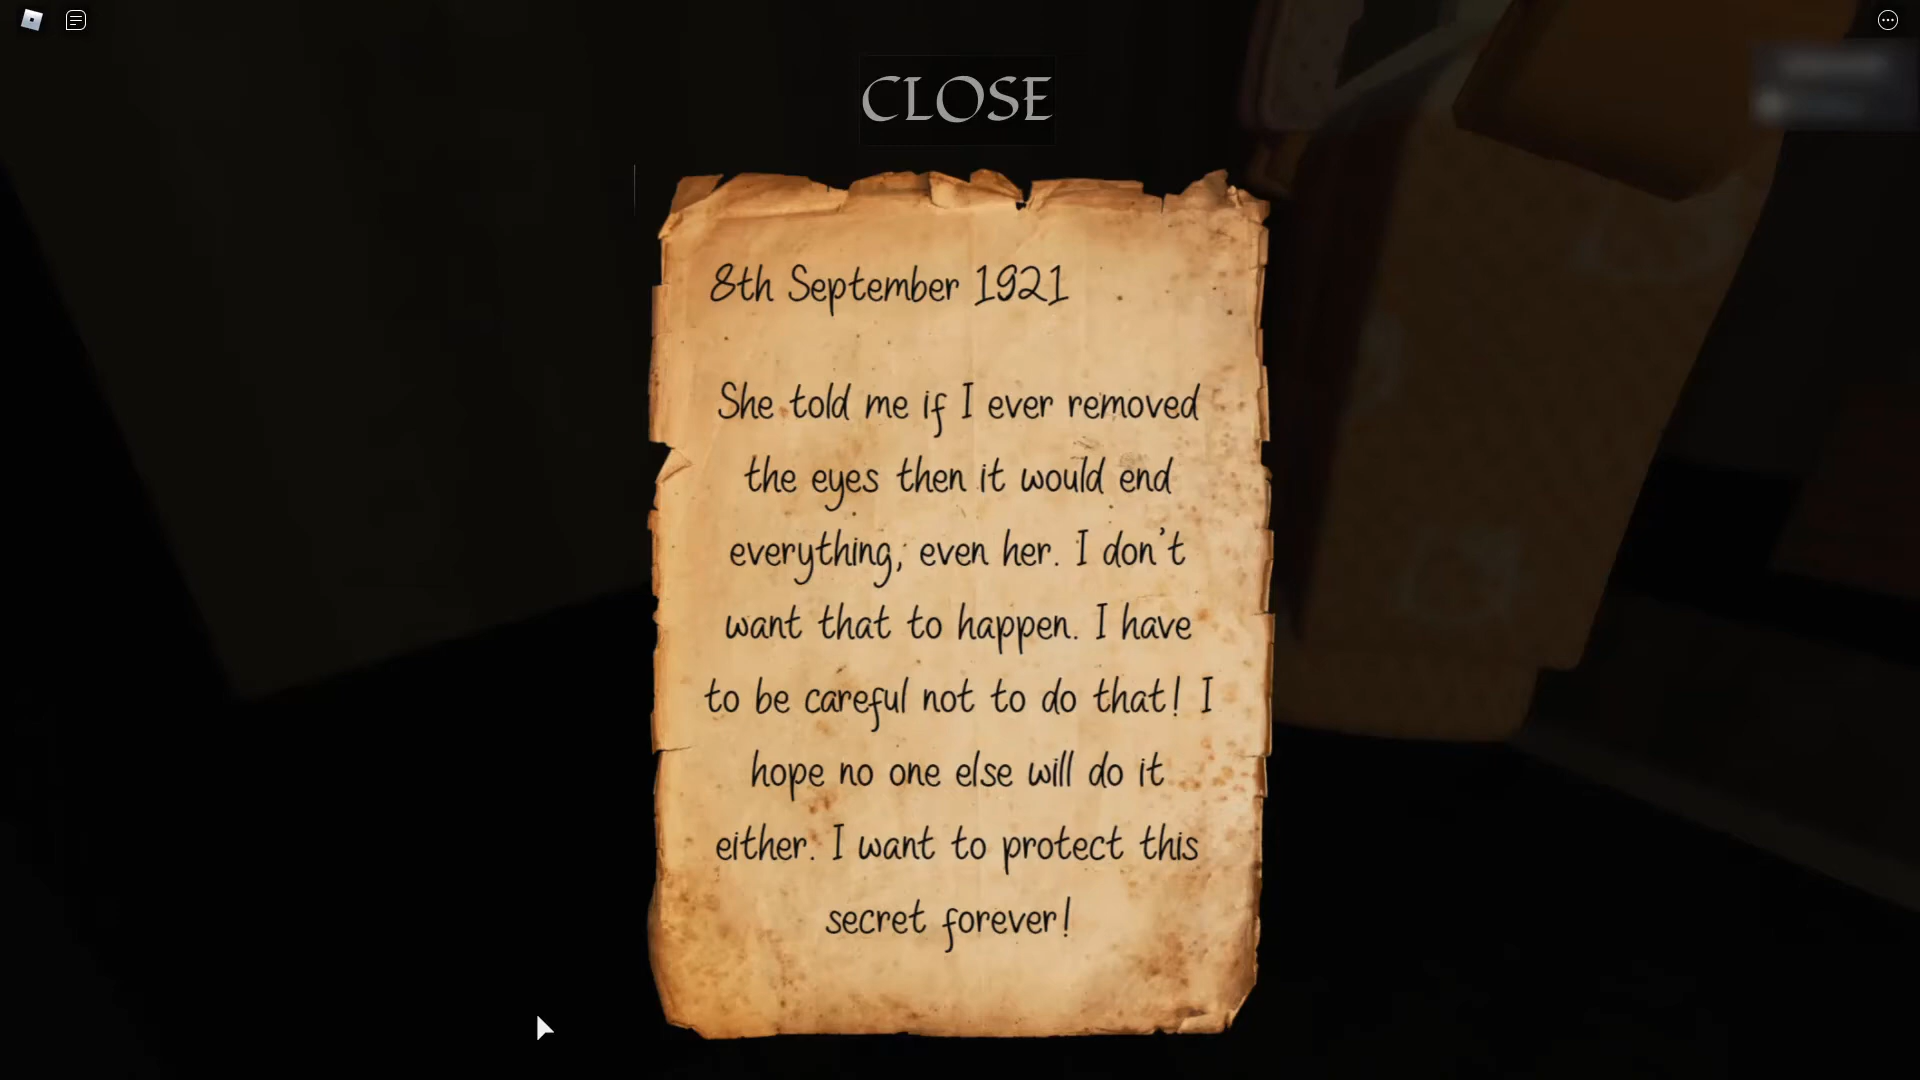 CLOSE
8th September 1921
She told me if I ever removed
the eyes then it would end
everything, even her. I don't
want that to happen. I have
to be careful not to do that! I
hope no one else will do it
either. I want to protect this
secret forever!